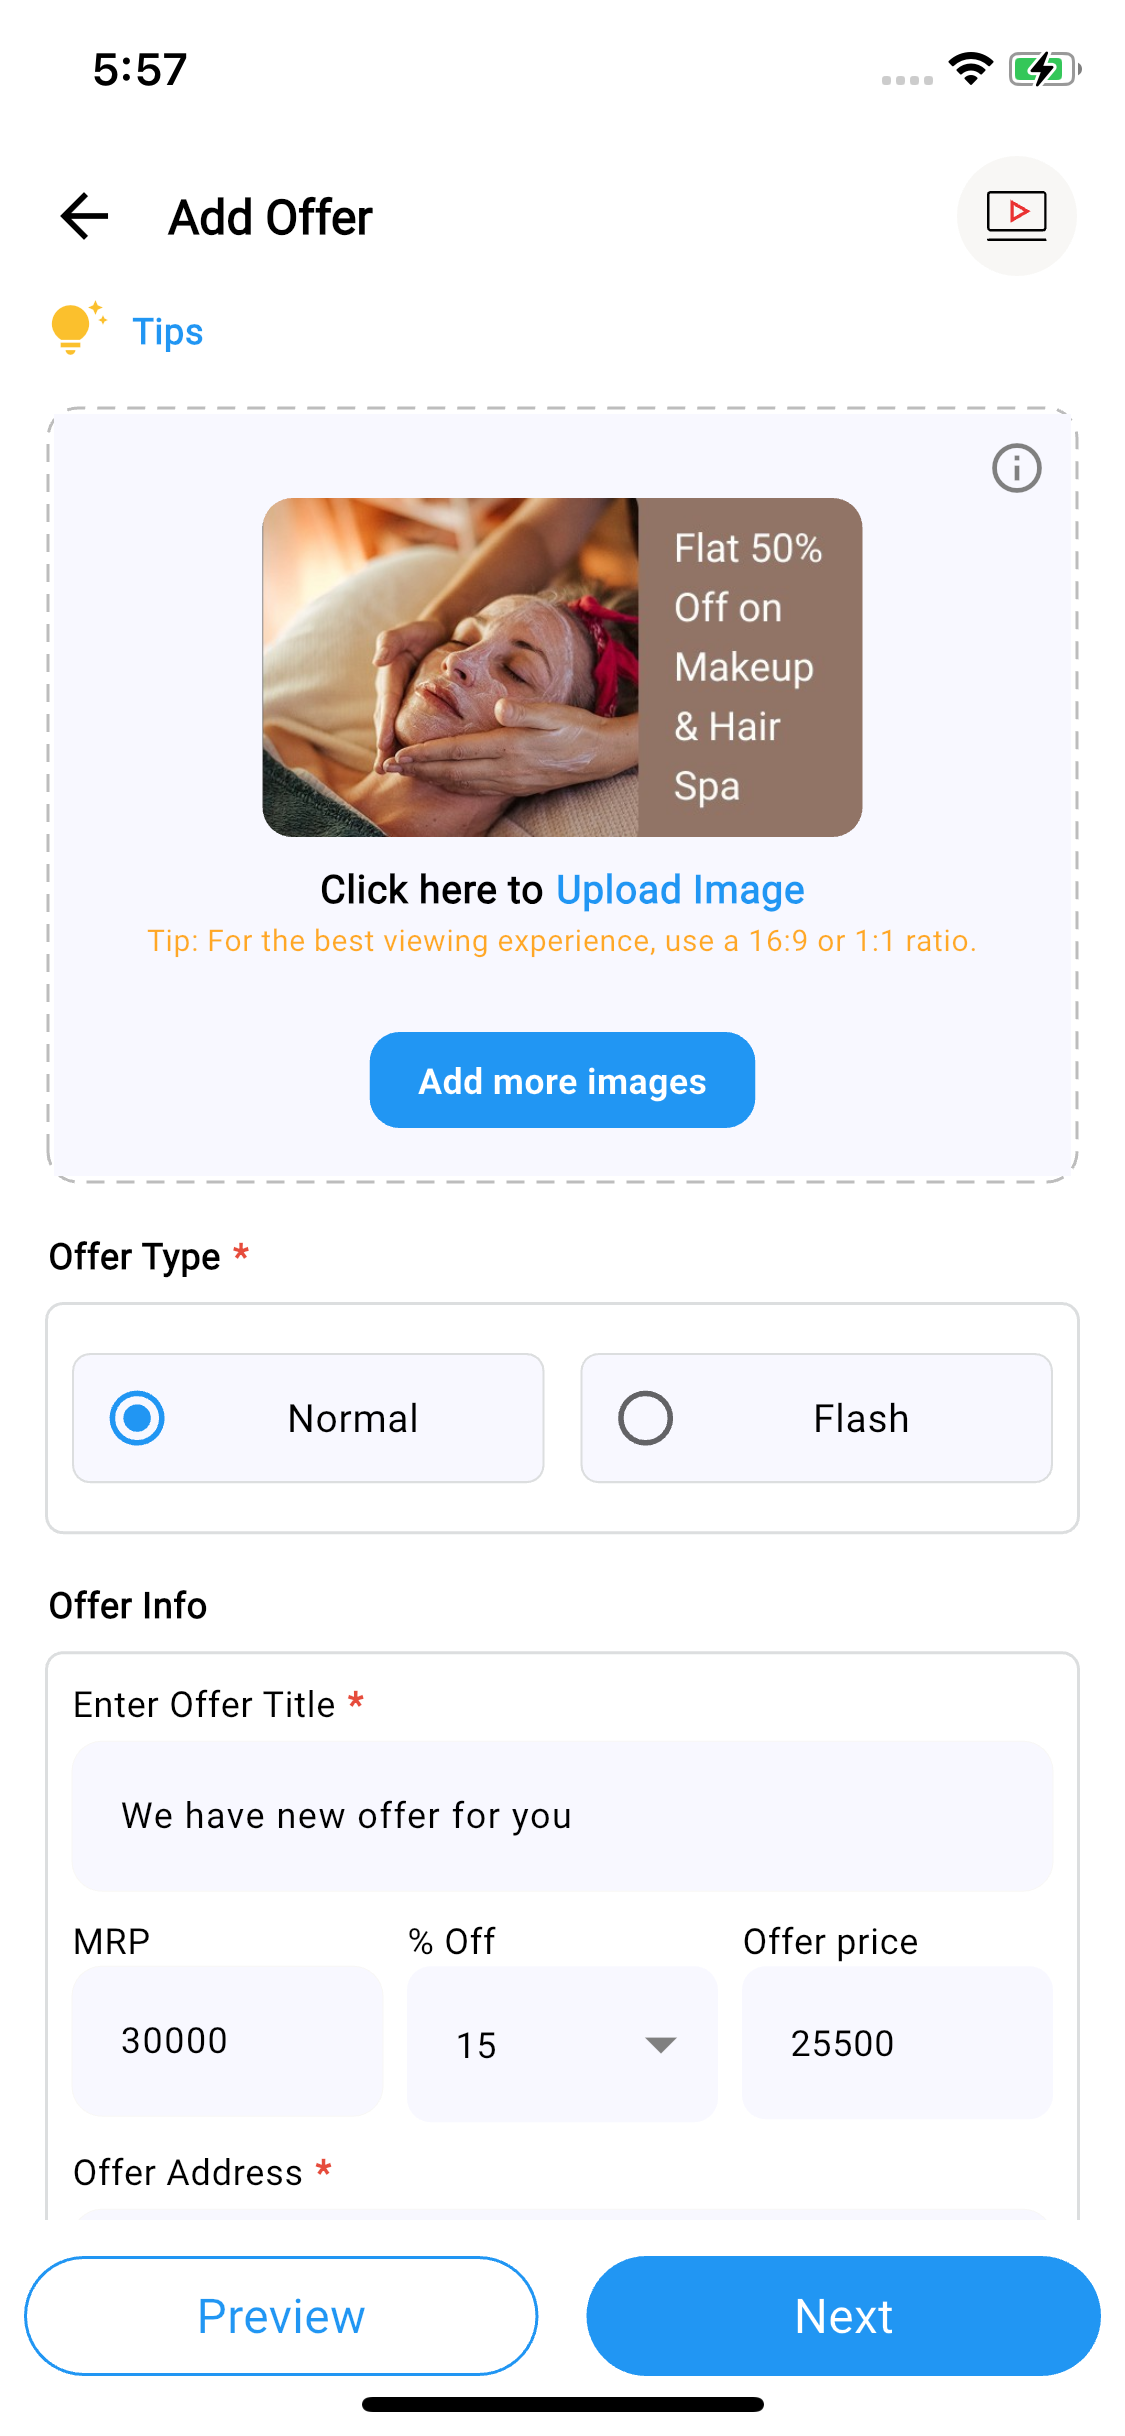 5:57
Add Offer
Tips
Flat 50%
Off on
Makeup
& Hair
Spa
Click here to Upload Image
Tip: For the best viewing experience, use a 16:9 or 1:1 ratio.
Add more images
Offer Type *
Normal
Flash
Offer Info
Enter Offer Title *
We have new offer for you
MRP
% Off
Offer price
30000
15
25500
Offer Address *
Preview
Next